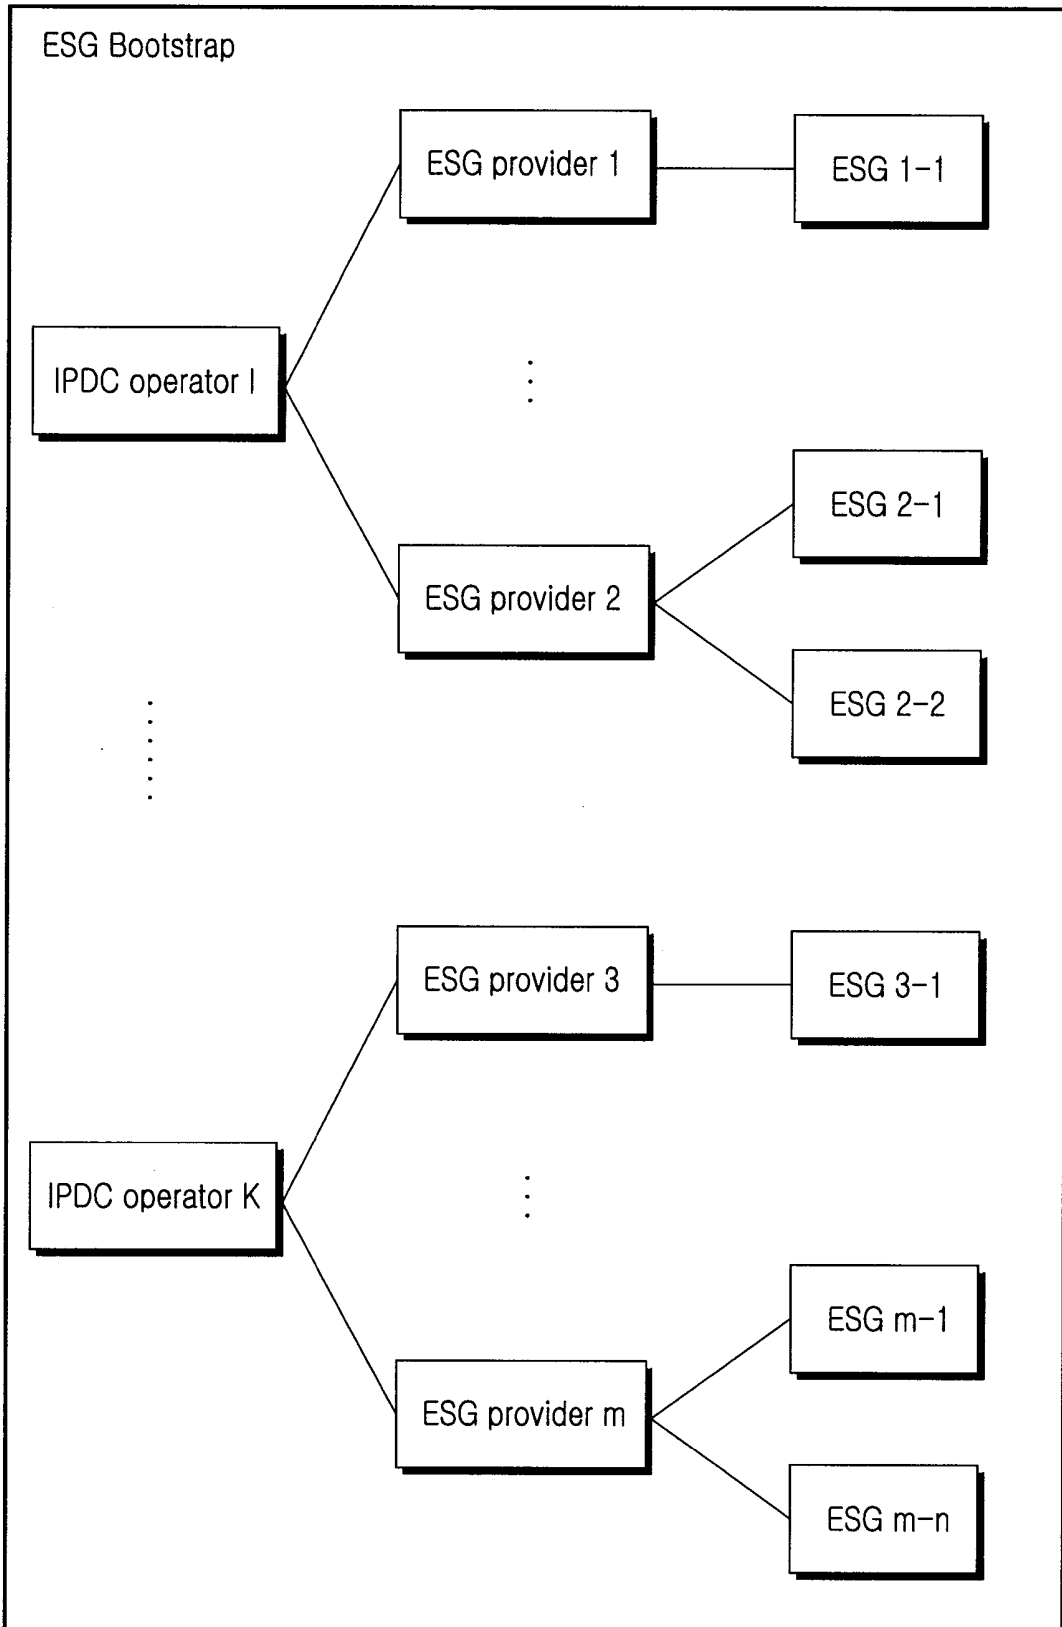 ESG Bootstrap
ESG provider 1
ESG 1-1
IPDC operator I
ESG 2-1
ESG provider 2
ESG 2-2
ESG provider 3
ESG 3-1
IPDC operator K
ESG m-1
ESG provider m
ESG m-n